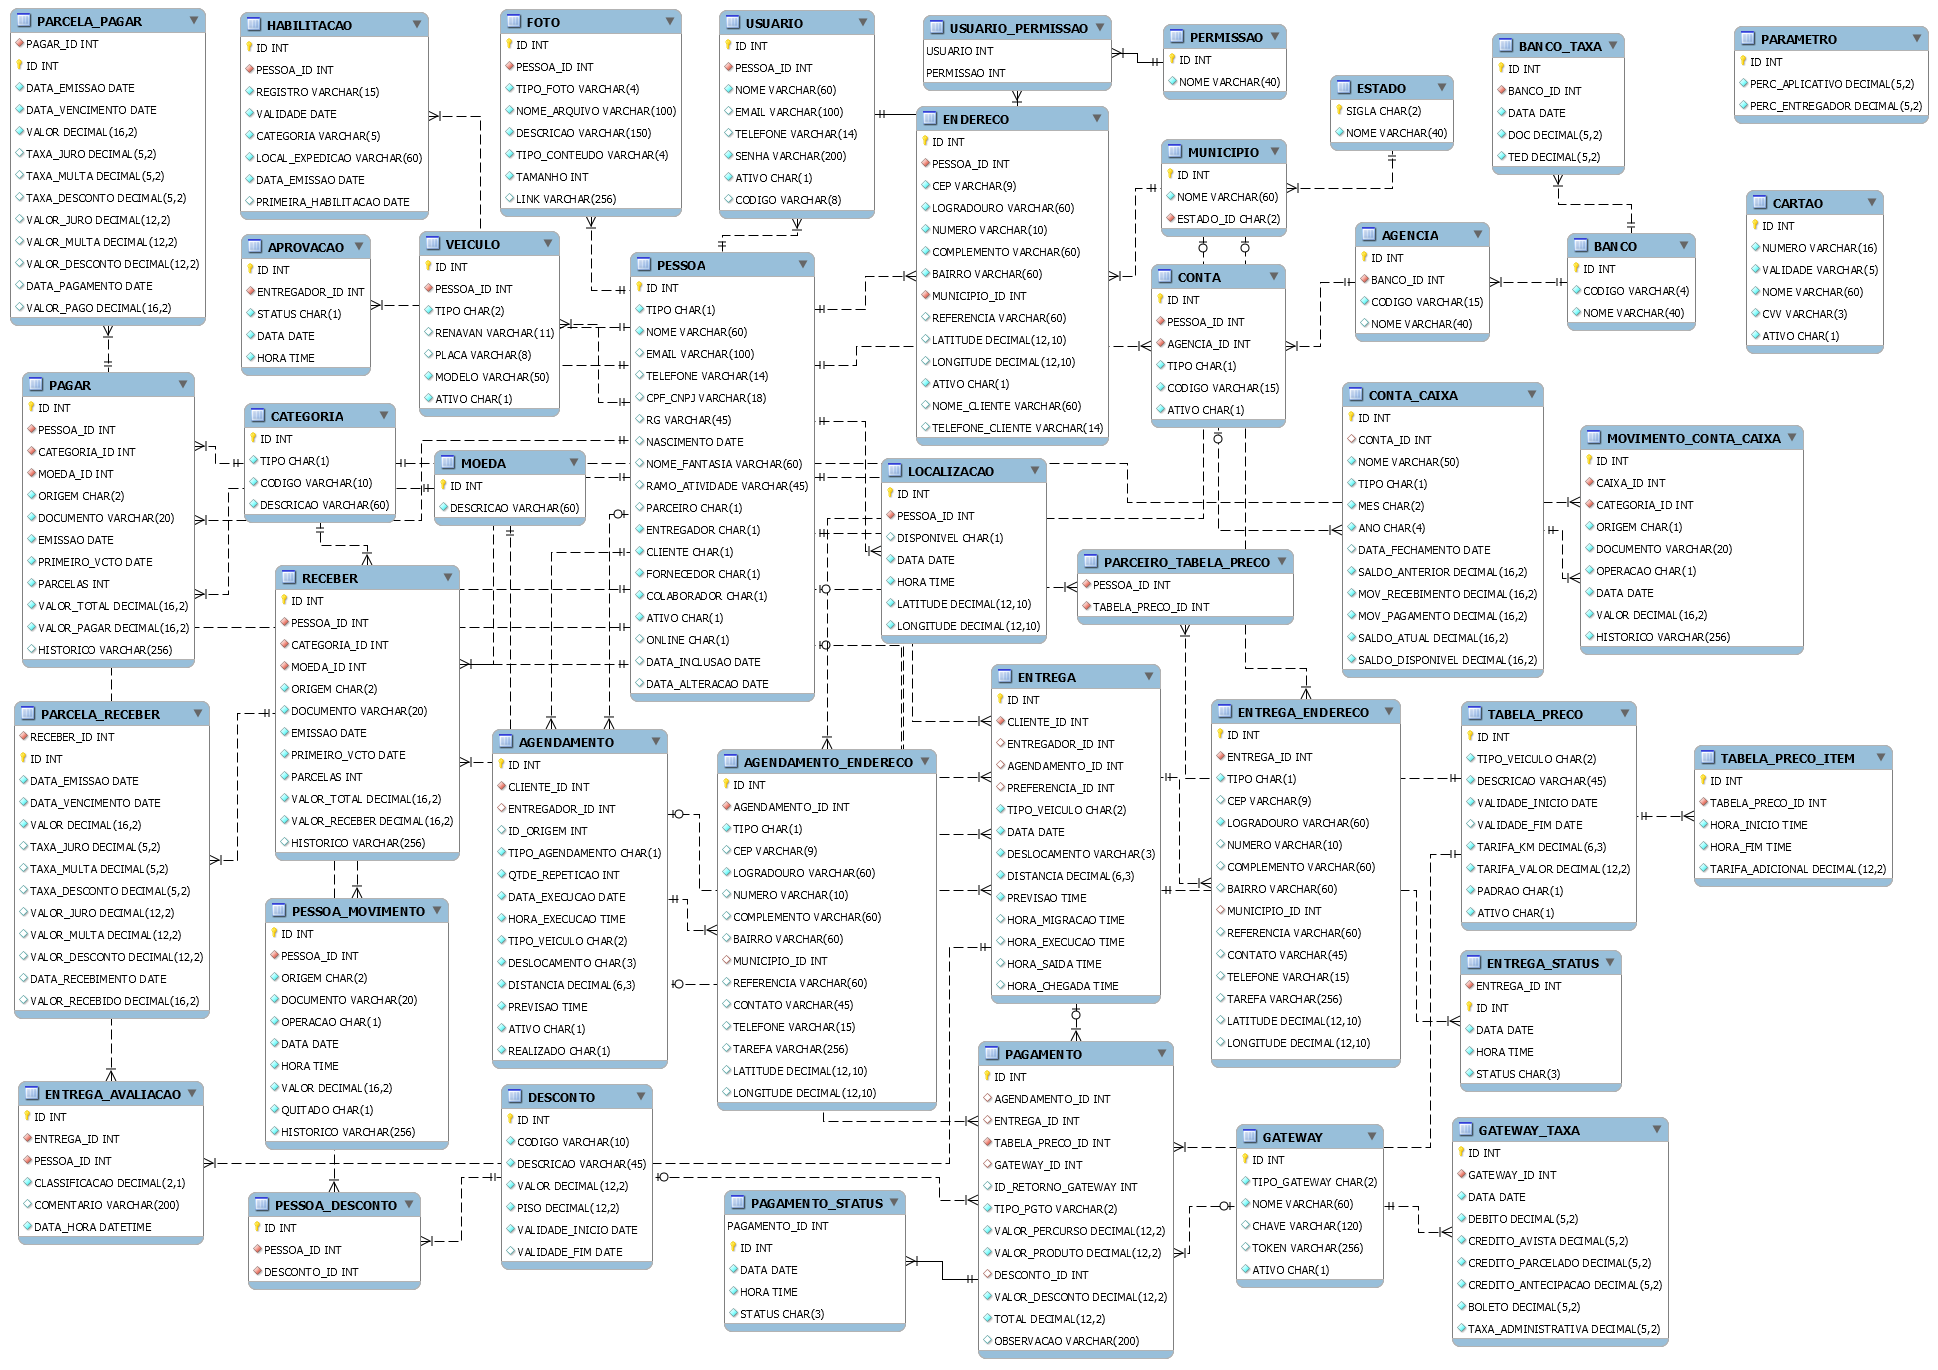 PARCELA_PAGAR
PAGAR_ID INT
ID INT
DATA_EMISSAO DATE
DATA_VENCIMENTO DATE
VALOR DECIMAL(16,2)
TAXA_JURO DECIMAL(5,2)
TAXA_MULTA DECIMAL(5,2)
TAXA_DESCONTO DECIMAL(5,2)
VALOR_JURO DECIMAL(12,2)
VALOR_MULTA DECIMAL(12,2)
VALOR_DESCONTO DECIMAL(12,2)
DATA_PAGAMENTO DATE
VALOR_PAGO DECIMAL(16,2)
HABILITACAO
ID INT
PESSOA_ID INT
REGISTRO VARCHAR(15)
VALIDADE DATE
CATEGORIA VARCHAR(5)
LOCAL_EXPEDICAO VARCHAR(60)
DATA_EMISSAO DATE
PRIMEIRA_HABILITACAO DATE
FOTO
ID INT
PESSOA_ID INT
TIPO_FOTO VARCHAR(4)
NOME_ARQUIVO VARCHAR(100)
DESCRICAO VARCHAR(150)
TIPO_CONTEUDO VARCHAR(4)
TAMANHO INT
LINK VARCHAR(256)
USUARIO
ID INT
PESSOA_ID INT
NOME VARCHAR(60)
EMAIL VARCHAR(100)
TELEFONE VARCHAR(14)
SENHA VARCHAR(200)
ATIVO CHAR(1)
CODIGO VARCHAR(8)
USUARIO_PERMISSAO
USUARIO INT
PERMISSAO INT
PERMISSAO
ID INT
NOME VARCHAR(40)
ESTADO
SIGLA CHAR(2)
NOME VARCHAR(40)
BANCO_TAXA
ID INT
BANCO_ID INT
DATA DATE
DOC DECIMAL(5,2)
TED DECIMAL(5,2)
PARAMETRO
ID INT
PERC_APLICATIVO DECIMAL(5,2)
PERC_ENTREGADOR DECIMAL(5,2)
ENDERECO
ID INT
PESSOA_ID INT
CEP VARCHAR(9)
LOGRADOURO VARCHAR(60)
NUMERO VARCHAR(10)
COMPLEMENTO VARCHAR(60)
BAIRRO VARCHAR(60)
MUNICIPIO_ID INT
REFERENCIA VARCHAR(60)
LATITUDE DECIMAL(12,10)
LONGITUDE DECIMAL(12,10)
ATIVO CHAR(1)
NOME_CLIENTE VARCHAR(60)
TELEFONE_CLIENTE VARCHAR(14)
MUNICIPIO
ID INT
NOME VARCHAR(60)
ESTADO_ID CHAR(2)
CARTAO
ID INT
NUMERO VARCHAR(16)
VALIDADE VARCHAR(5)
NOME VARCHAR(60)
CVV VARCHAR(3)
ATIVO CHAR(1)
APROVACAO
ID INT
ENTREGADOR_ID INT
STATUS CHAR(1)
DATA DATE
HORA TIME
VEICULO
ID INT
PESSOA_ID INT
TIPO CHAR(2)
RENAVAN VARCHAR(11)
PLACA VARCHAR(8)
MODELO VARCHAR(50)
ATIVO CHAR(1)
PESSOA
ID INT
TIPO CHAR(1)
NOME VARCHAR(60)
EMAIL VARCHAR(100)
TELEFONE VARCHAR(14)
CPF_CNPJ VARCHAR(18)
RG VARCHAR(45)
NASCIMENTO DATE
NOME_FANTASIA VARCHAR(60)
RAMO_ATIVIDADE VARCHAR(45)
PARCEIRO CHAR(1)
ENTREGADOR CHAR(1)
CLIENTE CHAR(1)
FORNECEDOR CHAR(1)
COLABORADOR CHAR(1)
ATIVO CHAR(1)
ONLINE CHAR(1)
DATA_INCLUSAO DATE
DATA_ALTERACAO DATE
CONTA
ID INT
PESSOA_ID INT
AGENCIA_ID INT
TIPO CHAR(1)
CODIGO VARCHAR(15)
ATIVO CHAR(1)
AGENCIA
ID INT
BANCO_ID INT
CODIGO VARCHAR(15)
NOME VARCHAR(40)
BANCO
ID INT
CODIGO VARCHAR(4)
NOME VARCHAR(40)
PAGAR
ID INT
PESSOA_ID INT
CATEGORIA_ID INT
MOEDA_ID INT
ORIGEM CHAR(2)
DOCUMENTO VARCHAR(20)
EMISSAO DATE
PRIMEIRO_VCTO DATE
PARCELAS INT
VALOR_TOTAL DECIMAL(16,2)
VALOR_PAGAR DECIMAL(16,2)
HISTORICO VARCHAR(256)
CATEGORIA
ID INT
TIPO CHAR(1)
CODIGO VARCHAR(10)
DESCRICAO VARCHAR(60)
MOEDA
ID INT
DESCRICAO VARCHAR(60)
CONTA_CAIXA
ID INT
CONTA_ID INT
NOME VARCHAR(50)
TIPO CHAR(1)
MES CHAR(2)
ANO CHAR(4)
DATA_FECHAMENTO DATE
SALDO_ANTERIOR DECIMAL(16,2)
MOV_RECEBIMENTO DECIMAL(16,2)
MOV_PAGAMENTO DECIMAL(16,2)
SALDO_ATUAL DECIMAL(16,2)
SALDO_DISPONIVEL DECIMAL(16,2)
MOVIMENTO_CONTA_CAIXA
ID INT
CAIXA_ID INT
CATEGORIA_ID INT
ORIGEM CHAR(1)
DOCUMENTO VARCHAR(20)
OPERACAO CHAR(1)
DATA DATE
VALOR DECIMAL(16,2)
HISTORICO VARCHAR(256)
LOCALIZACAO
ID INT
PESSOA_ID INT
DISPONIVEL CHAR(1)
DATA DATE
HORA TIME
LATITUDE DECIMAL(12,10)
LONGITUDE DECIMAL(12,10)
PARCEIRO_TABELA_PRECO
PESSOA_ID INT
TABELA_PRECO_ID INT
RECEBER
ID INT
PESSOA_ID INT
CATEGORIA_ID INT
MOEDA_ID INT
ORIGEM CHAR(2)
DOCUMENTO VARCHAR(20)
EMISSAO DATE
PRIMEIRO_VCTO DATE
PARCELAS INT
VALOR_TOTAL DECIMAL(16,2)
VALOR_RECEBER DECIMAL(16,2)
HISTORICO VARCHAR(256)
PARCELA_RECEBER
RECEBER_ID INT
ID INT
DATA_EMISSAO DATE
DATA_VENCIMENTO DATE
VALOR DECIMAL(16,2)
TAXA_JURO DECIMAL(5,2)
TAXA_MULTA DECIMAL(5,2)
TAXA_DESCONTO DECIMAL(5,2)
VALOR_JURO DECIMAL(12,2)
VALOR_MULTA DECIMAL(12,2)
VALOR_DESCONTO DECIMAL(12,2)
DATA_RECEBIMENTO DATE
VALOR_RECEBIDO DECIMAL(16,2)
AGENDAMENTO
ID INT
CLIENTE_ID INT
ENTREGADOR_ID INT
ID_ORIGEM INT
TIPO_AGENDAMENTO CHAR(1)
QTDE_REPETICAO INT
DATA_EXECUCAO DATE
HORA_EXECUCAO TIME
TIPO_VEICULO CHAR(2)
DESLOCAMENTO CHAR(3)
DISTANCIA DECIMAL(6,3)
PREVISAO TIME
ATIVO CHAR(1)
REALIZADO CHAR(1)
AGENDAMENTO_ENDERECO
ID INT
AGENDAMENTO_ID INT
TIPO CHAR(1)
CEP VARCHAR(9)
LOGRADOURO VARCHAR(60)
NUMERO VARCHAR(10)
COMPLEMENTO VARCHAR(60)
BAIRRO VARCHAR(60)
MUNICIPIO_ID INT
REFERENCIA VARCHAR(60)
CONTATO VARCHAR(45)
TELEFONE VARCHAR(15)
TAREFA VARCHAR(256)
LATITUDE DECIMAL(12,10)
LONGITUDE DECIMAL(12,10)
ENTREGA
ID INT
CLIENTE_ID INT
ENTREGADOR_ID INT
AGENDAMENTO_ID INT
PREFERENCIA_ID INT
TIPO_VEICULO CHAR(2)
DATA DATE
DESLOCAMENTO VARCHAR(3)
DISTANCIA DECIMAL(6,3)
PREVISAO TIME
HORA_MIGRACAO TIME
HORA_EXECUCAO TIME
HORA_SAIDA TIME
HORA_CHEGADA TIME
ENTREGA_ENDERECO
ID INT
ENTREGA_ID INT
TIPO CHAR(1)
CEP VARCHAR(9)
LOGRADOURO VARCHAR(60)
NUMERO VARCHAR(10)
COMPLEMENTO VARCHAR(60)
BAIRRO VARCHAR(60)
MUNICIPIO_ID INT
REFERENCIA VARCHAR(60)
CONTATO VARCHAR(45)
TELEFONE VARCHAR(15)
TAREFA VARCHAR(256)
LATITUDE DECIMAL(12,10)
LONGITUDE DECIMAL(12,10)
TABELA_PRECO
ID INT
TIPO_VEICULO CHAR(2)
DESCRICAO VARCHAR(45)
VALIDADE_INICIO DATE
VALIDADE_FIM DATE
TARIFA_KM DECIMAL(6,3)
TARIFA_VALOR DECIMAL(12,2)
PADRAO CHAR(1)
ATIVO CHAR(1)
TABELA_PRECO_ITEM
ID INT
TABELA_PRECO_ID INT
HORA_INICIO TIME
HORA_FIM TIME
TARIFA_ADICIONAL DECIMAL(12,2)
PESSOA_MOVIMENTO
ID INT
PESSOA_ID INT
ORIGEM CHAR(2)
DOCUMENTO VARCHAR(20)
OPERACAO CHAR(1)
DATA DATE
HORA TIME
VALOR DECIMAL(16,2)
QUITADO CHAR(1)
HISTORICO VARCHAR(256)
ENTREGA_STATUS
ENTREGA_ID INT
ID INT
DATA DATE
HORA TIME
STATUS CHAR(3)
ENTREGA_AVALIACAO
ID INT
ENTREGA_ID INT
PESSOA_ID INT
CLASSIFICACAO DECIMAL(2,1)
COMENTARIO VARCHAR(200)
DATA_HORA DATETIME
DESCONTO
ID INT
CODIGO VARCHAR(10)
DESCRICAO VARCHAR(45)
VALOR DECIMAL(12,2)
PISO DECIMAL(12,2)
VALIDADE_INICIO DATE
VALIDADE_FIM DATE
PAGAMENTO
ID INT
AGENDAMENTO_ID INT
ENTREGA_ID INT
TABELA_PRECO_ID INT
GATEWAY_ID INT
ID_RETORNO_GATEWAY INT
TIPO_PGTO VARCHAR(2)
VALOR_PERCURSO DECIMAL(12,2)
VALOR_PRODUTO DECIMAL(12,2)
DESCONTO_ID INT
VALOR_DESCONTO DECIMAL(12,2)
TOTAL DECIMAL(12,2)
OBSERVACAO VARCHAR(200)
GATEWAY
ID INT
TIPO_GATEWAY CHAR(2)
NOME VARCHAR(60)
CHAVE VARCHAR(120)
TOKEN VARCHAR(256)
ATIVO CHAR(1)
GATEWAY_TAXA
ID INT
GATEWAY_ID INT
DATA DATE
DEBITO DECIMAL(5,2)
CREDITO_AVISTA DECIMAL(5,2)
CREDITO_PARCELADO DECIMAL(5,2)
CREDITO_ANTECIPACAO DECIMAL(5,2)
BOLETO DECIMAL(5,2)
TAXA_ADMINISTRATIVA DECIMAL(5,2)
PESSOA_DESCONTO
ID INT
PESSOA_ID INT
DESCONTO_ID INT
PAGAMENTO_STATUS
PAGAMENTO_ID INT
ID INT
DATA DATE
HORA TIME
STATUS CHAR(3)